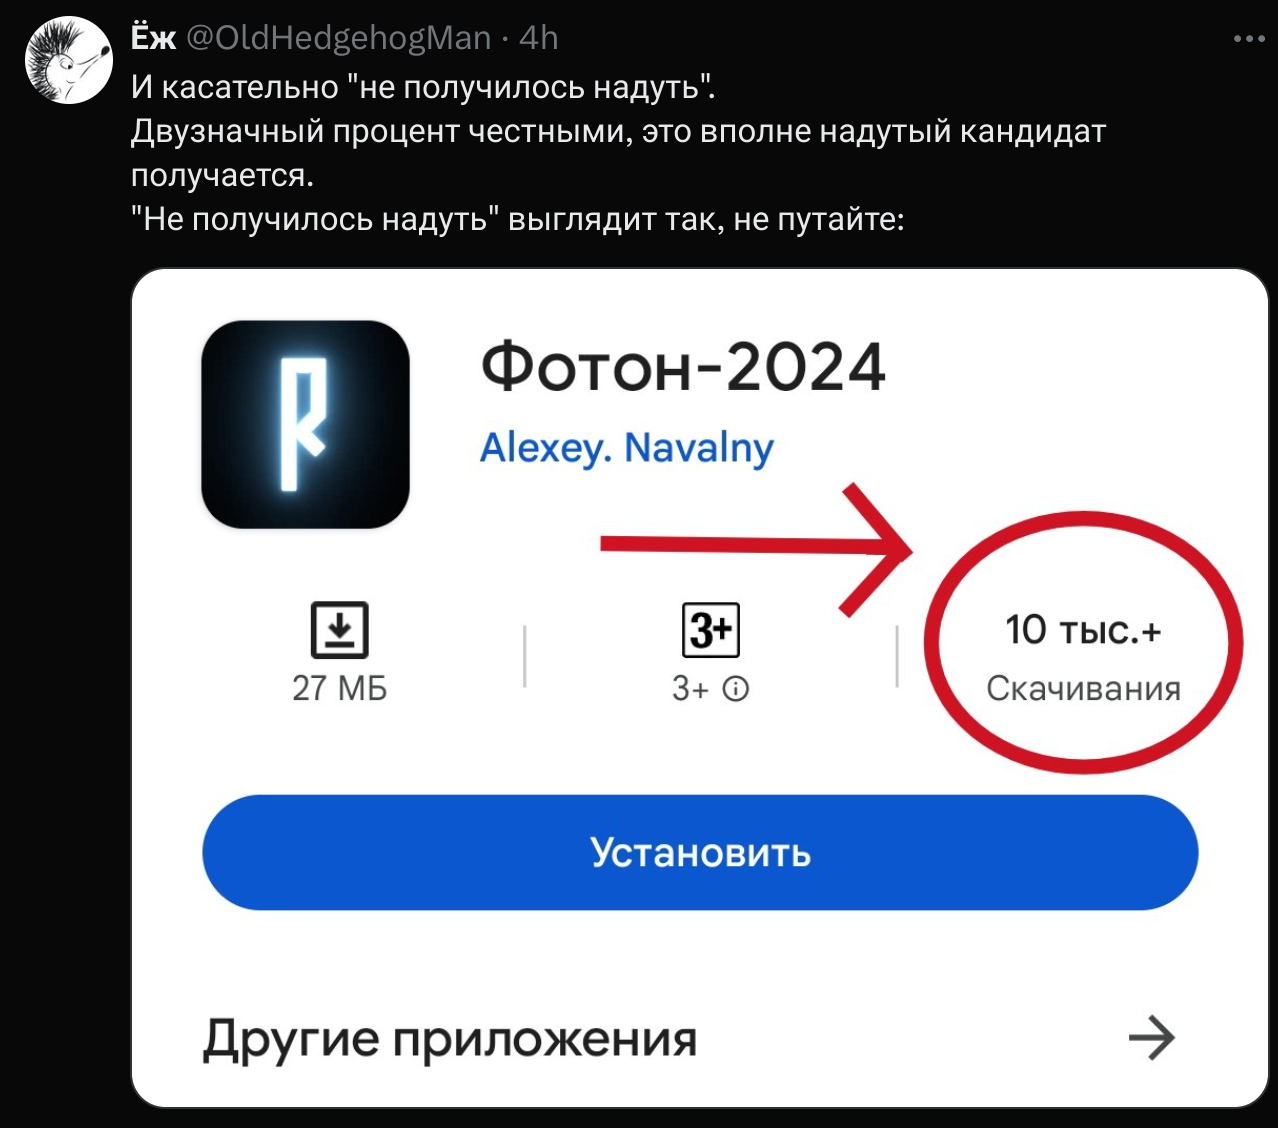 Ёж @OldHedgehogMan · 4h
И касательно "не получилось надуть".
Двузначный процент честными, это вполне надутый кандидат
получается.
"Не получилось надуть" выглядит так, не путайте:
Фотон-2024
Alexey. Navalny
3+
10 тыс.+
27 МБ
3+
Скачивания
Установить
Другие приложения